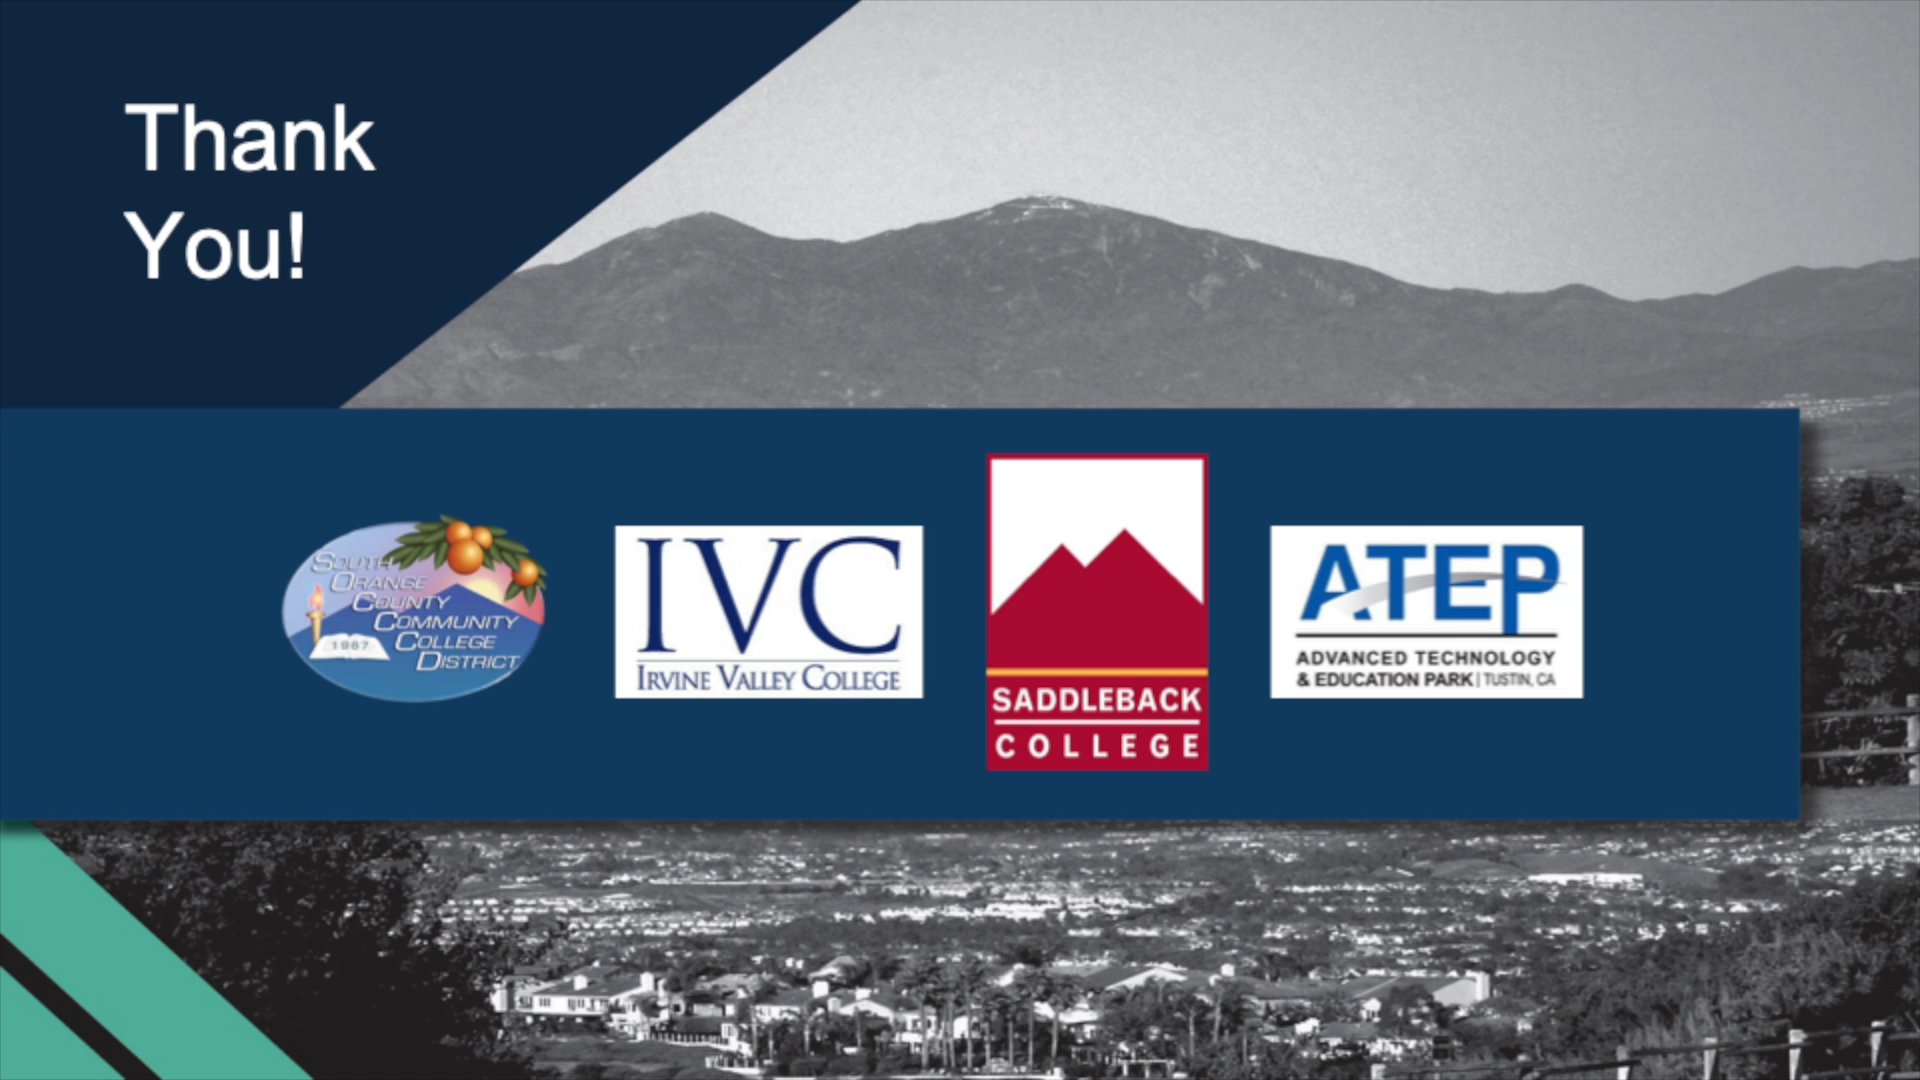 Thank
You!
SOUTH
ORANGE
COUNTY
COMMUNITY
COLLEGE
DISTRICT
1967
IVC
IRVINE VALLEY COLLEGE
SADDLEBACK
COLLEGE
ATEP
ADVANCED TECHNOLOGY
& EDUCATION PARK | TUSTIN, CA